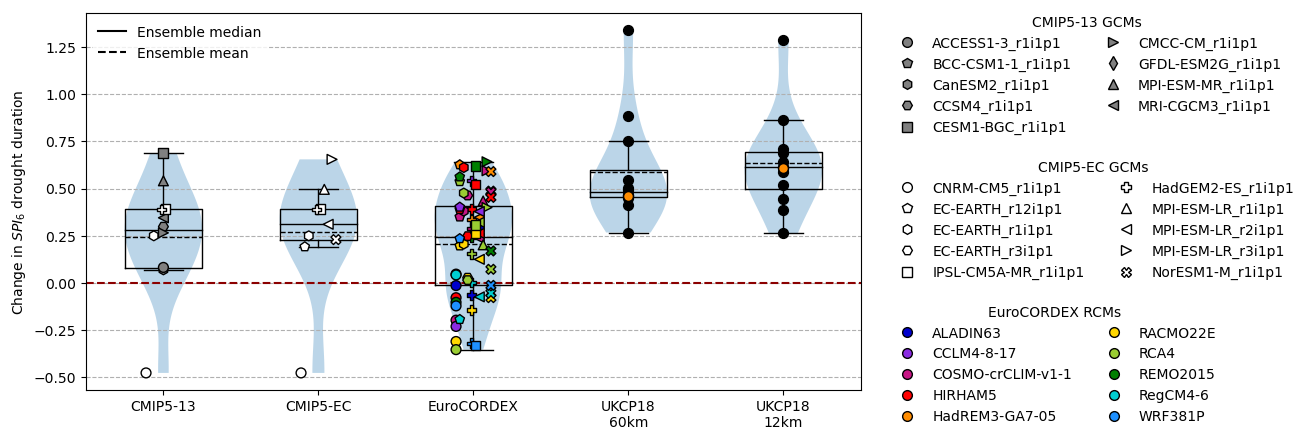 Change in SPI6 drought duration
1.25
1.00
0.75
0.50
0.25
0.00
−0.25
−0.50
Ensemble median
Ensemble mean
CMIP5-13
CMIP5-EC
EuroCORDEX
UKCP18
60km
UKCP18
12km
CMIP5-13 GCMs
ACCESS1-3_r1i1p1
BCC-CSM1-1_r1i1p1
CanESM2_r1i1p1
CCSM4_r1i1p1
CESM1-BGC_r1i1p1
CMCC-CM_r1i1p1
GFDL-ESM2G_r1i1p1
MPI-ESM-MR_r1i1p1
MRI-CGCM3_r1i1p1
CMIP5-EC GCMs
CNRM-CM5_r1i1p1
EC-EARTH_r12i1p1
EC-EARTH_r1i1p1
EC-EARTH_r3i1p1
IPSL-CM5A-MR_r1i1p1
HadGEM2-ES_r1i1p1
MPI-ESM-LR_r1i1p1
MPI-ESM-LR_r2i1p1
MPI-ESM-LR_r3i1p1
NorESM1-M_r1i1p1
EuroCORDEX RCMs
ALADIN63
CCLM4-8-17
COSMO-crCLIM-v1-1
HIRHAM5
HadREM3-GA7-05
RACMO22E
RCA4
REMO2015
RegCM4-6
WRF381P